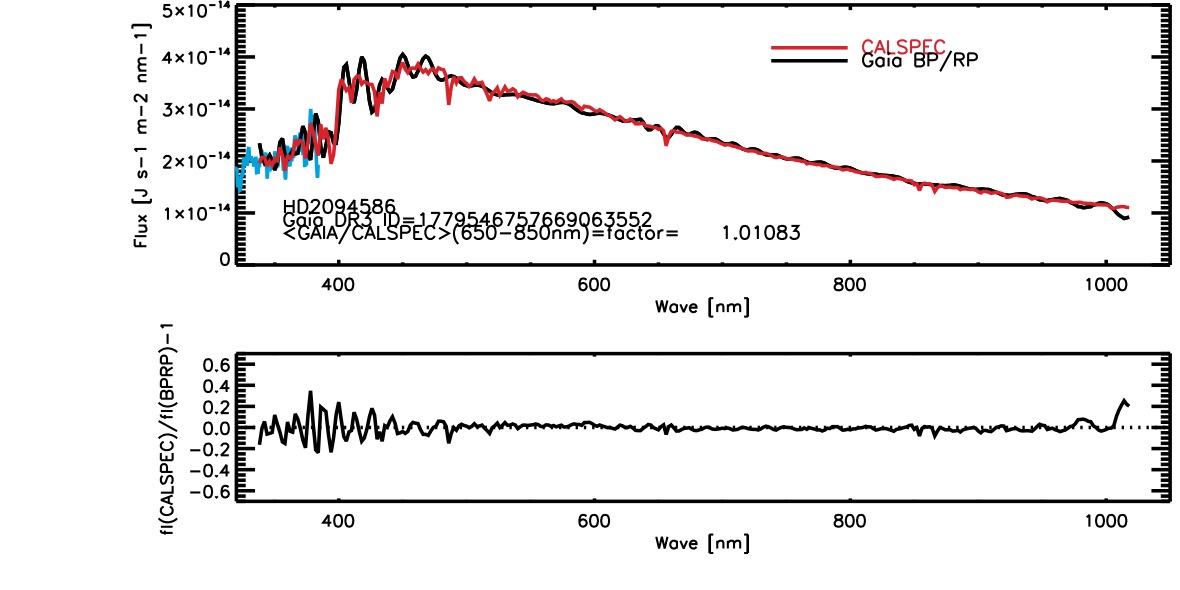 5×10−14
4×10−14
3×10−14
2×10−14
1×10−14
0
Flux [J s−1 m−2 nm−1]
CALSPEC
Gaia BP/RP
HD2094586
Gaia DR3 ID=1779546757669063552
<GAIA/CALSPEC>(650−850nm)=factor= 1.01083
400 600 800 1000
Wave [nm]
fl(CALSPEC)/fl(BPRP)−1
0.6
0.4
0.2
0.0
−0.2
−0.4
−0.6
400 600 800 1000
Wave [nm]